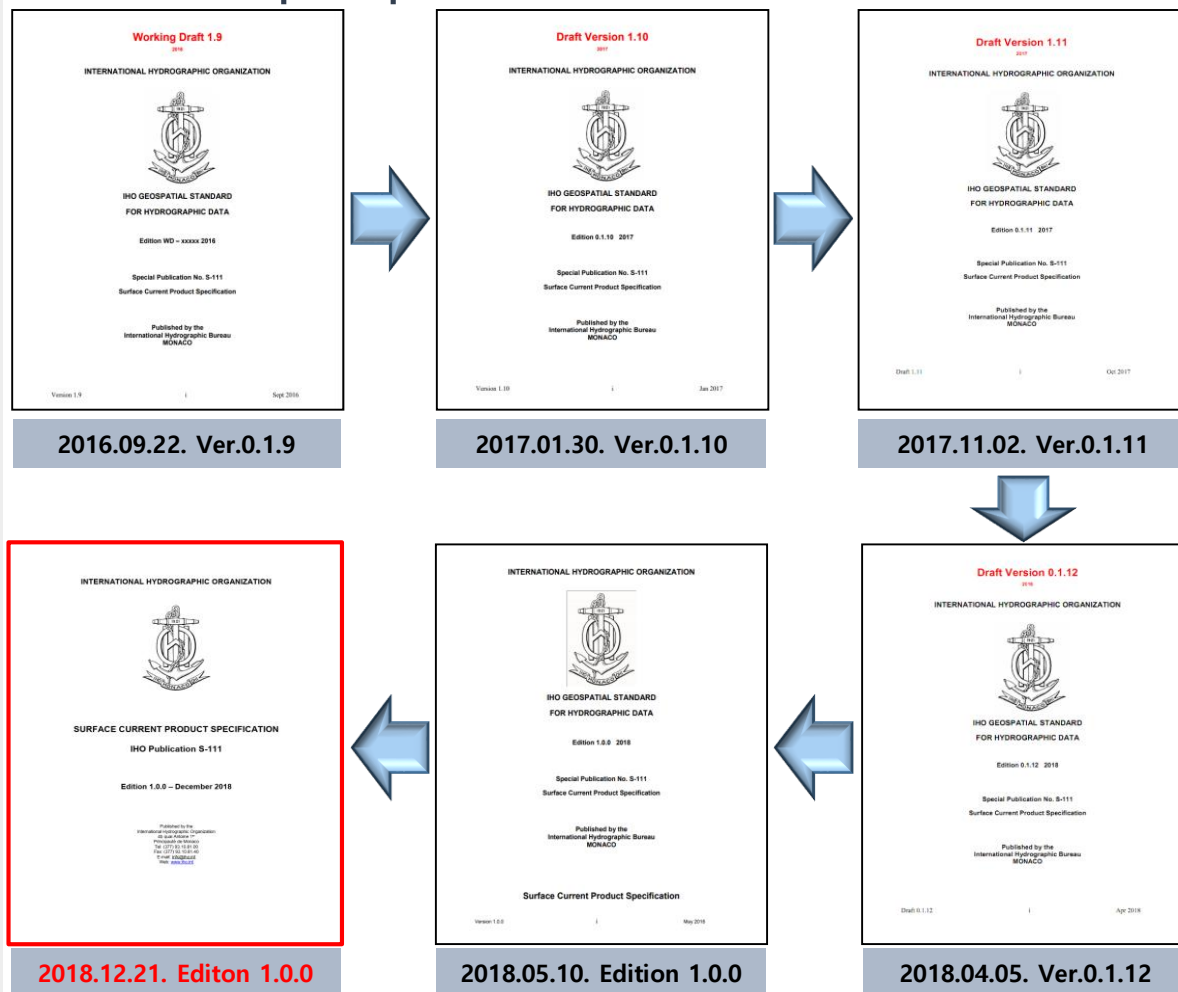 Working Draft 1.9
2016
INTERNATIONAL HYDROGRAPHIC ORGANIZATION
IHO GEOSPATIAL STANDARD
FOR HYDROGRAPHIC DATA
Edition WD – xxxxx 2016
Special Publication No. S-111
Surface Current Product Specification
Published by the
International Hydrographic Bureau
MONACO
Version 1.9 i Sept 2016
2016.09.22. Ver.0.1.9
Draft Version 1.10
2017
INTERNATIONAL HYDROGRAPHIC ORGANIZATION
IHO GEOSPATIAL STANDARD
FOR HYDROGRAPHIC DATA
Edition 0.1.10 2017
Special Publication No. S-111
Surface Current Product Specification
Published by the
International Hydrographic Bureau
MONACO
Version 1.10 i Jan 2017
2017.01.30. Ver.0.1.10
Draft Version 1.11
2017
INTERNATIONAL HYDROGRAPHIC ORGANIZATION
IHO GEOSPATIAL STANDARD
FOR HYDROGRAPHIC DATA
Edition 0.1.11 2017
Special Publication No. S-111
Surface Current Product Specification
Published by the
International Hydrographic Bureau
MONACO
Draft 1.11 i Oct 2017
2017.11.02. Ver.0.1.11
INTERNATIONAL HYDROGRAPHIC ORGANIZATION
SURFACE CURRENT PRODUCT SPECIFICATION
IHO Publication S-111
Edition 1.0.0 – December 2018
Published by the
International Hydrographic Organization
Principauté de Monaco
2018.12.21. Editon 1.0.0
INTERNATIONAL HYDROGRAPHIC ORGANIZATION
IHO GEOSPATIAL STANDARD
FOR HYDROGRAPHIC DATA
Edition 1.0.0 2018
Special Publication No. S-111
Surface Current Product Specification
Published by the
International Hydrographic Bureau
MONACO
Surface Current Product Specification
Version 1.0.0 i May 2018
2018.05.10. Edition 1.0.0
Draft Version 0.1.12
2018
INTERNATIONAL HYDROGRAPHIC ORGANIZATION
IHO GEOSPATIAL STANDARD
FOR HYDROGRAPHIC DATA
Edition 0.1.12 2018
Special Publication No. S-111
Surface Current Product Specification
Published by the
International Hydrographic Bureau
MONACO
Draft 0.1.12 i Apr 2018
2018.04.05. Ver.0.1.12